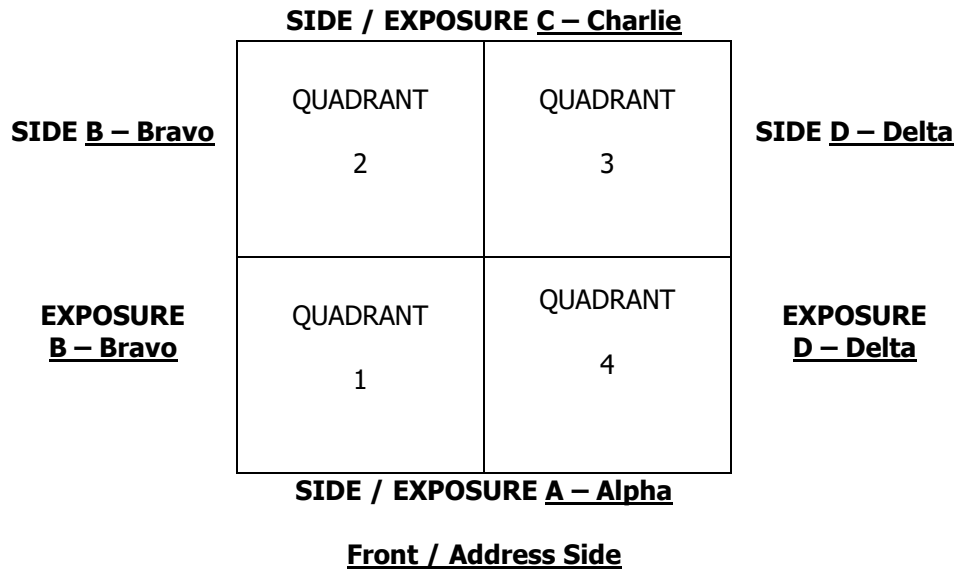 SIDE / EXPOSURE C – Charlie
QUADRANT
2
QUADRANT
3
SIDE B – Bravo
SIDE D – Delta
EXPOSURE
B – Bravo
QUADRANT
1
QUADRANT
4
EXPOSURE
D – Delta
SIDE / EXPOSURE A – Alpha
Front / Address Side